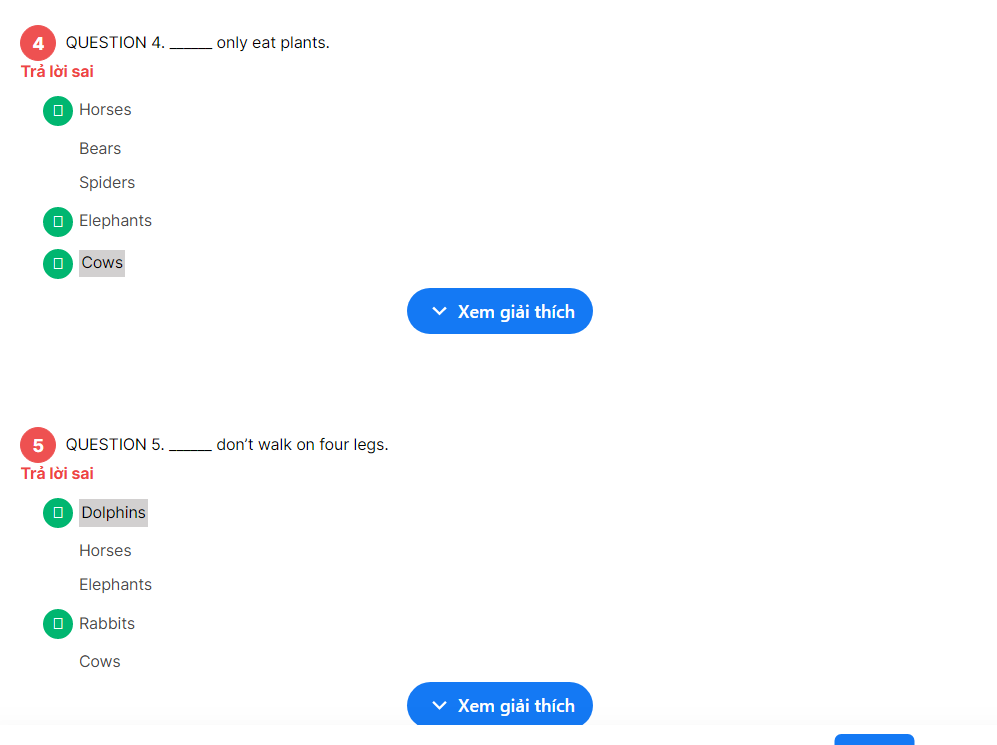 4 QUESTION 4. ______ only eat plants.
Trả lời sai
Horses
Bears
Spiders
Elephants
Cows
Xem giải thích
5 QUESTION 5. ______ don’t walk on four legs.
Trả lời sai
Dolphins
Horses
Elephants
Rabbits
Cows
Xem giải thích